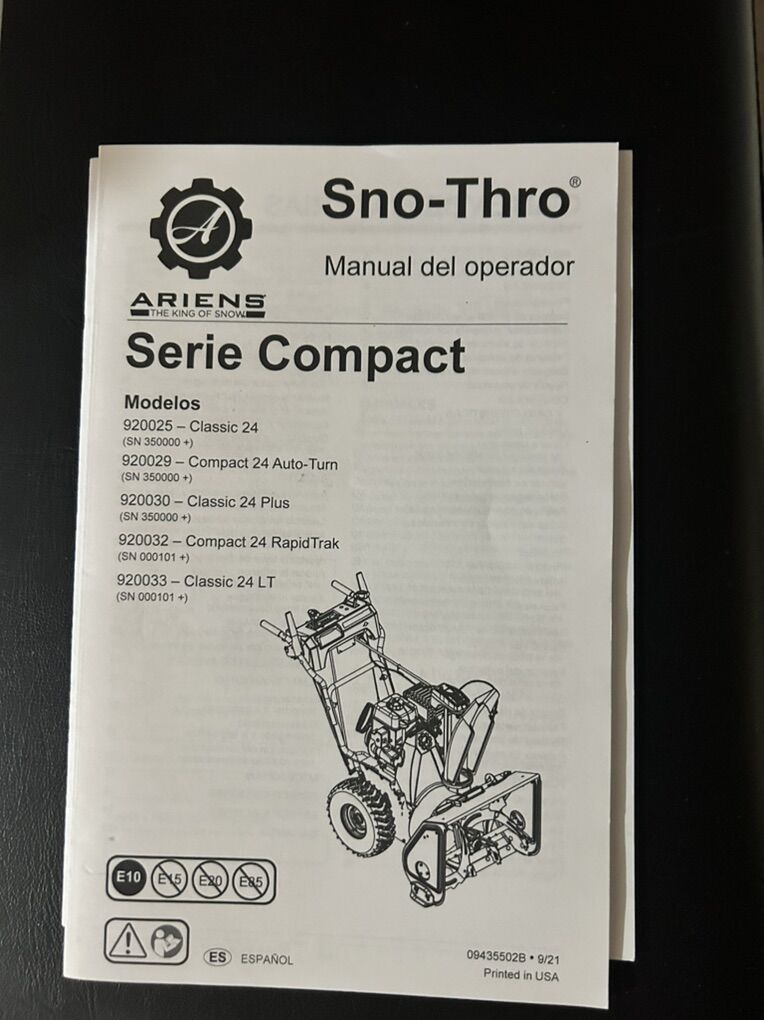 Sno-Thro®
Manual del operador
A
ARIENS
THE KING OF SNOW
Serie Compact
Modelos
920025 – Classic 24
(SN 350000 +)
920029 – Compact 24 Auto-Turn
(SN 350000 +)
920030 – Classic 24 Plus
(SN 350000 +)
920032 – Compact 24 RapidTrak
(SN 000101 +)
920033 – Classic 24 LT
(SN 000101 +)
E10 E15 E20 E85
ES ESPAÑOL
09435502B • 9/21
Printed in USA